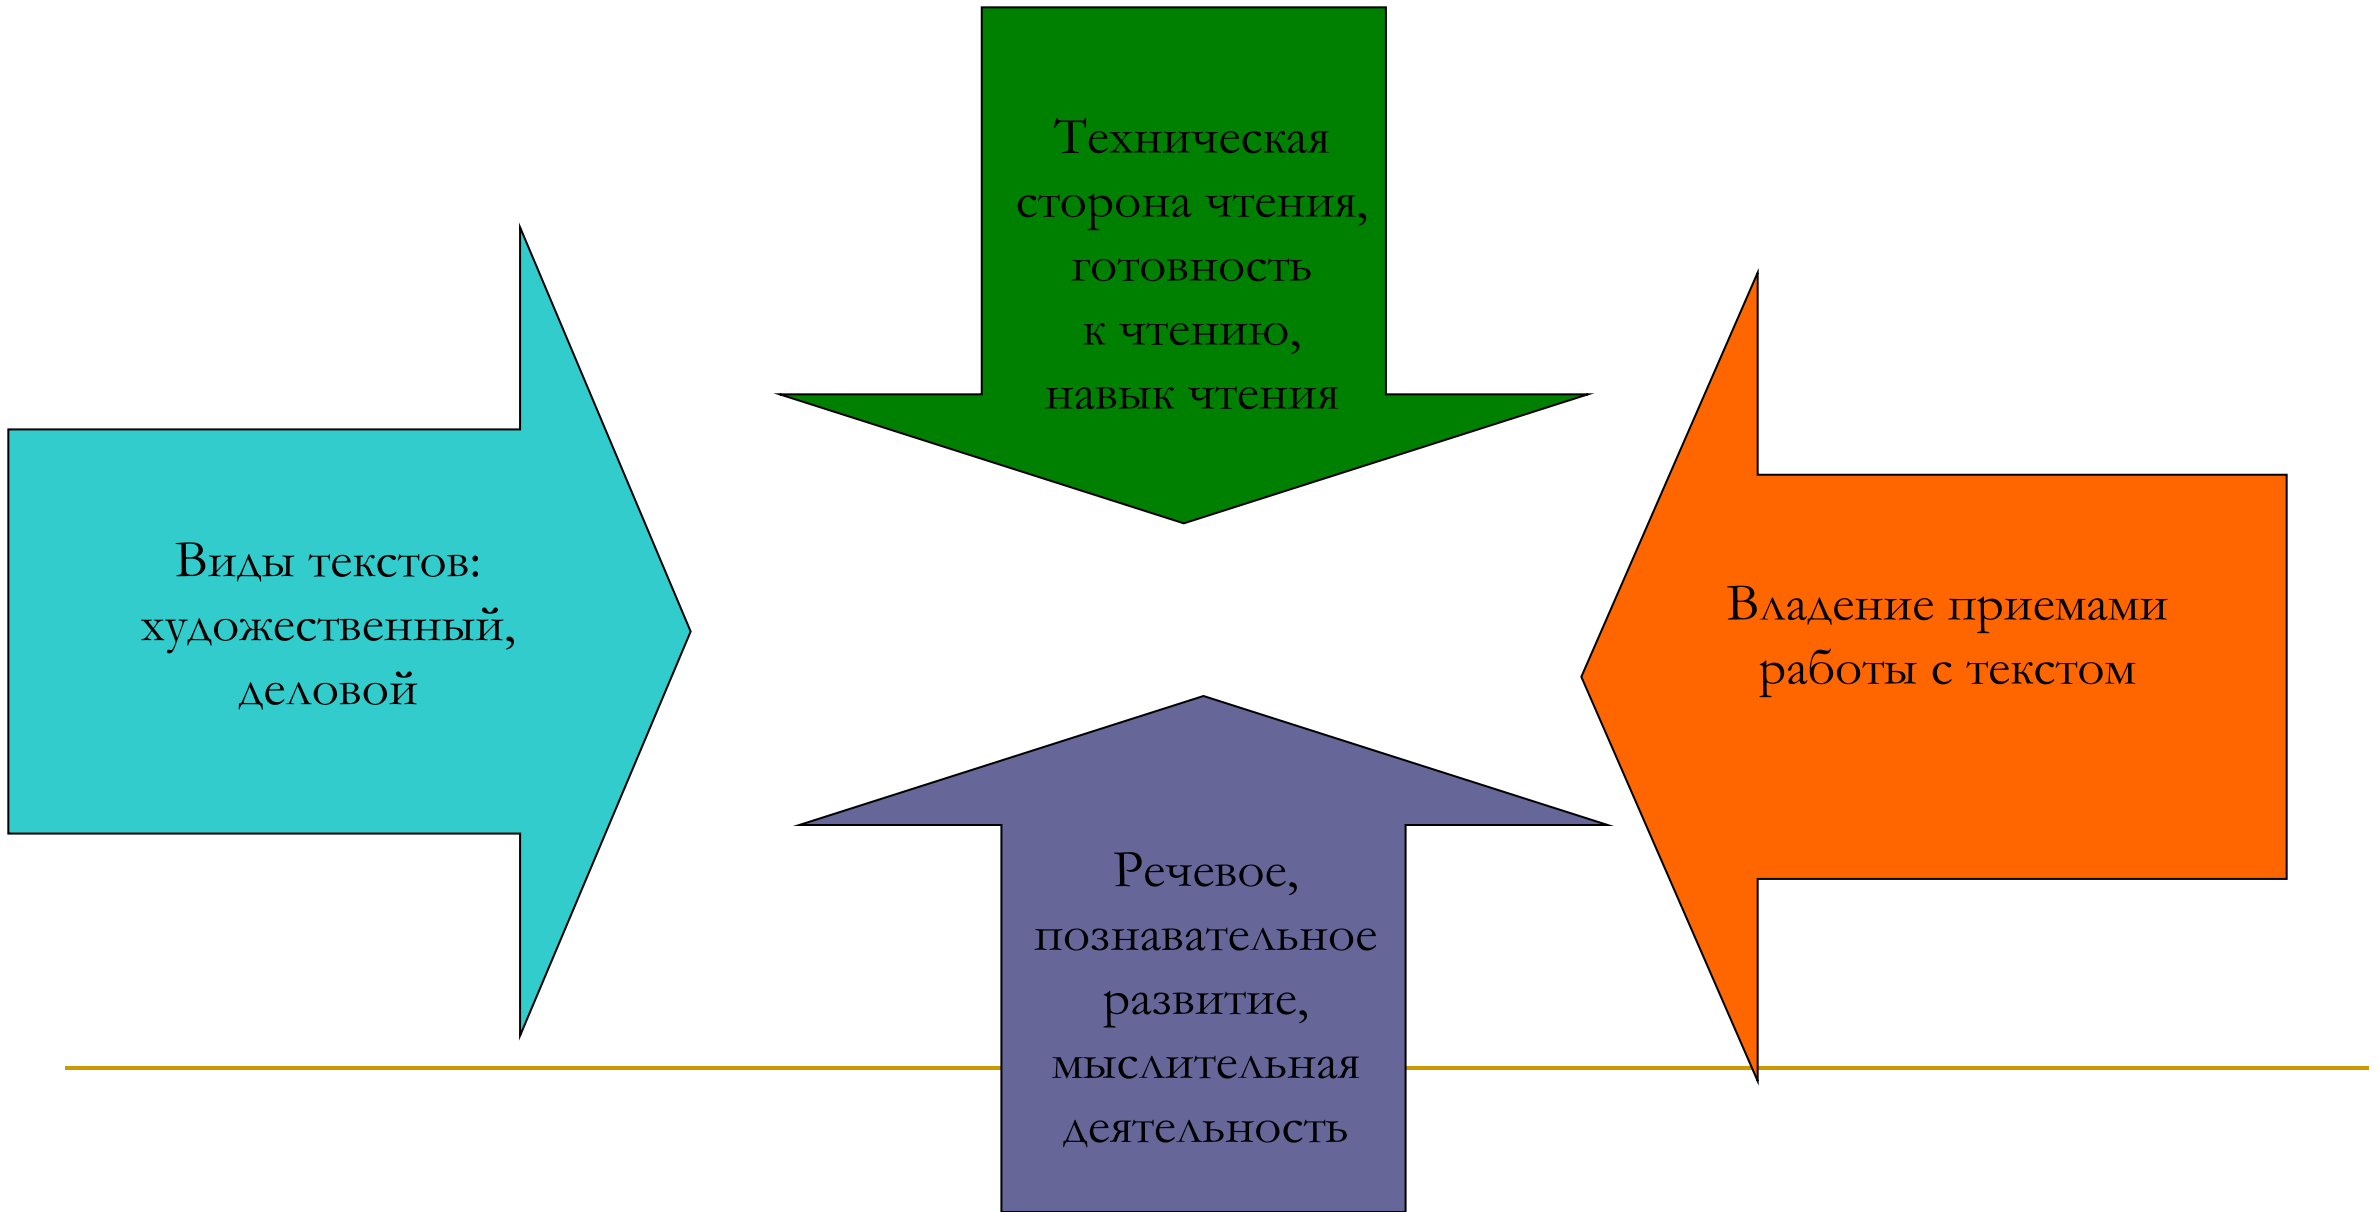 Техническая
сторона чтения,
готовность
к чтению,
навык чтения
Виды текстов:
художественный,
деловой
Владение приемами
работы с текстом
Речевое,
познавательное
развитие,
мыслительная
деятельность